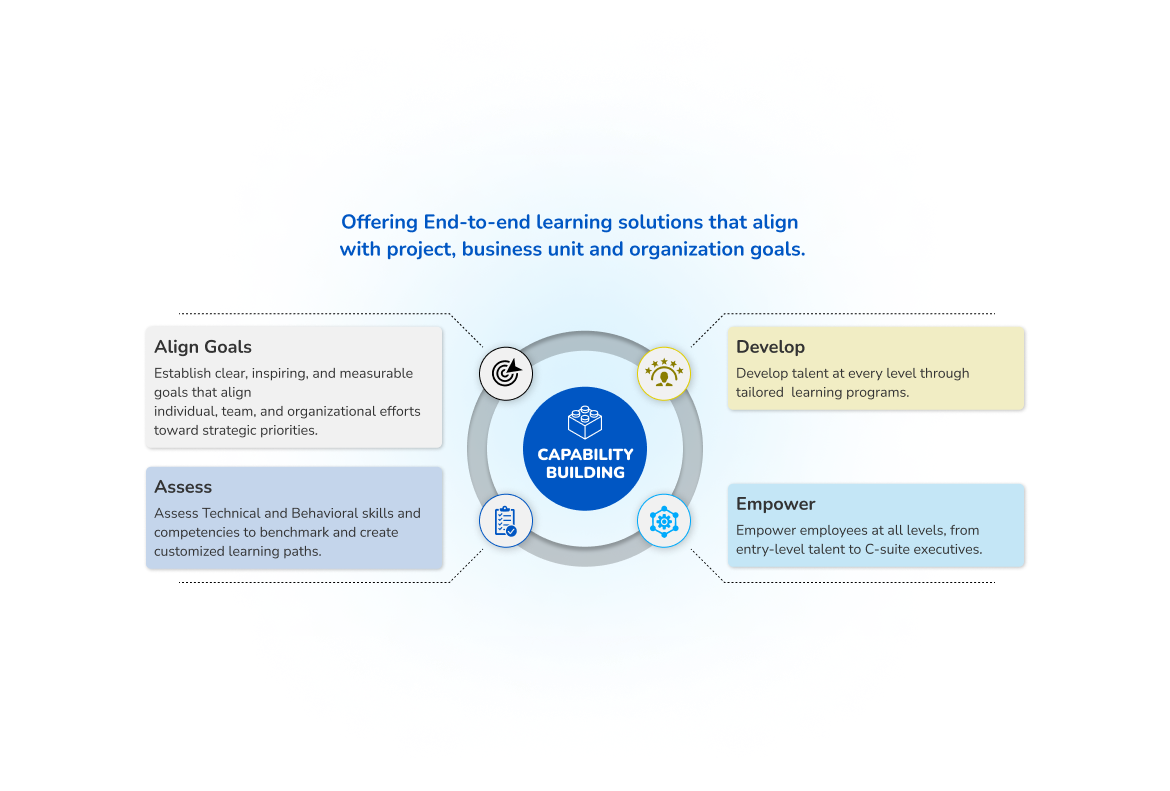 Offering End-to-end learning solutions that align
with project, business unit and organization goals.
Align Goals
Establish clear, inspiring, and measurable
goals that align
individual, team, and organizational efforts
toward strategic priorities.
Assess
Assess Technical and Behavioral skills and
competencies to benchmark and create
customized learning paths.
CAPABILITY
BUILDING
Develop
Develop talent at every level through
tailored  learning programs.
Empower
Empower employees at all levels, from
entry-level talent to C-suite executives.